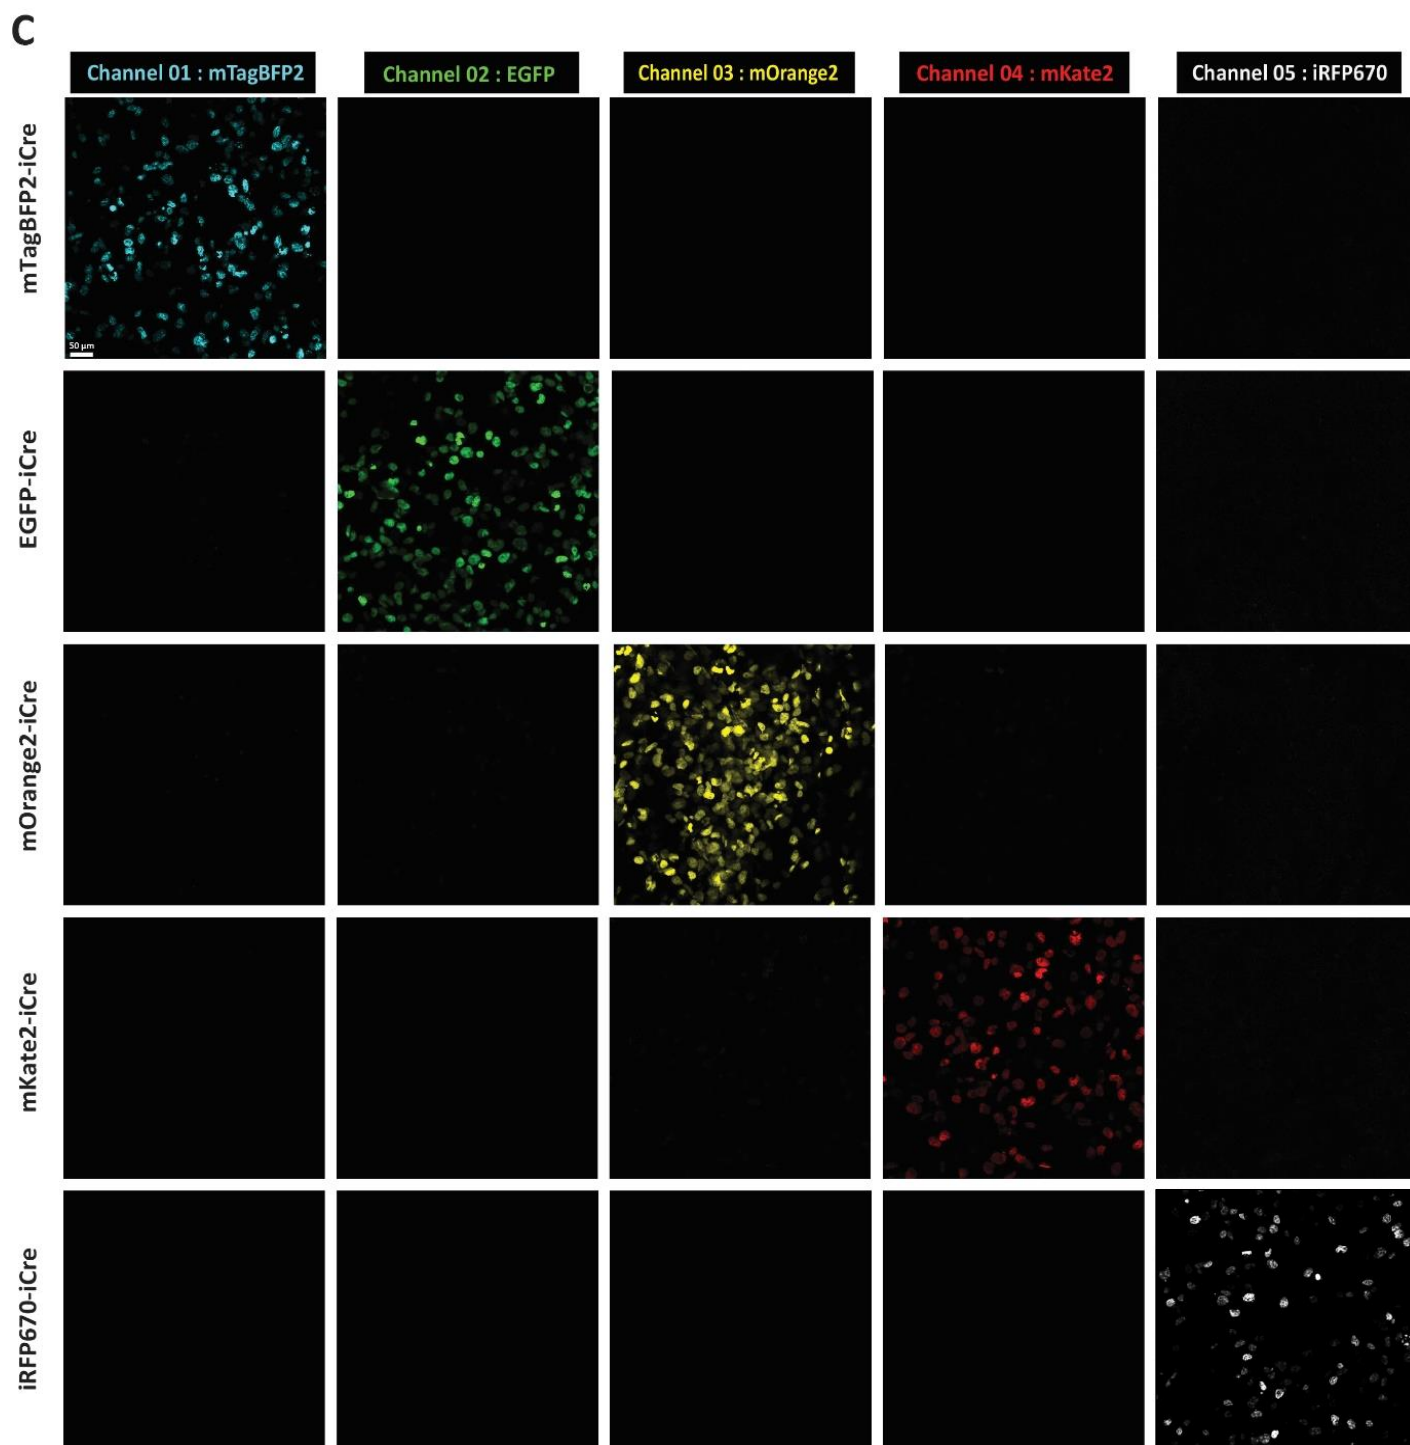 C
Channel 01 : mTagBFP2
Channel 02 : EGFP
Channel 03 : mOrange2
Channel 04 : mKate2
Channel 05 : iRFP670
mTagBFP2-iCre
50 µm
EGFP-iCre
mOrange2-iCre
mKate2-iCre
iRFP670-iCre